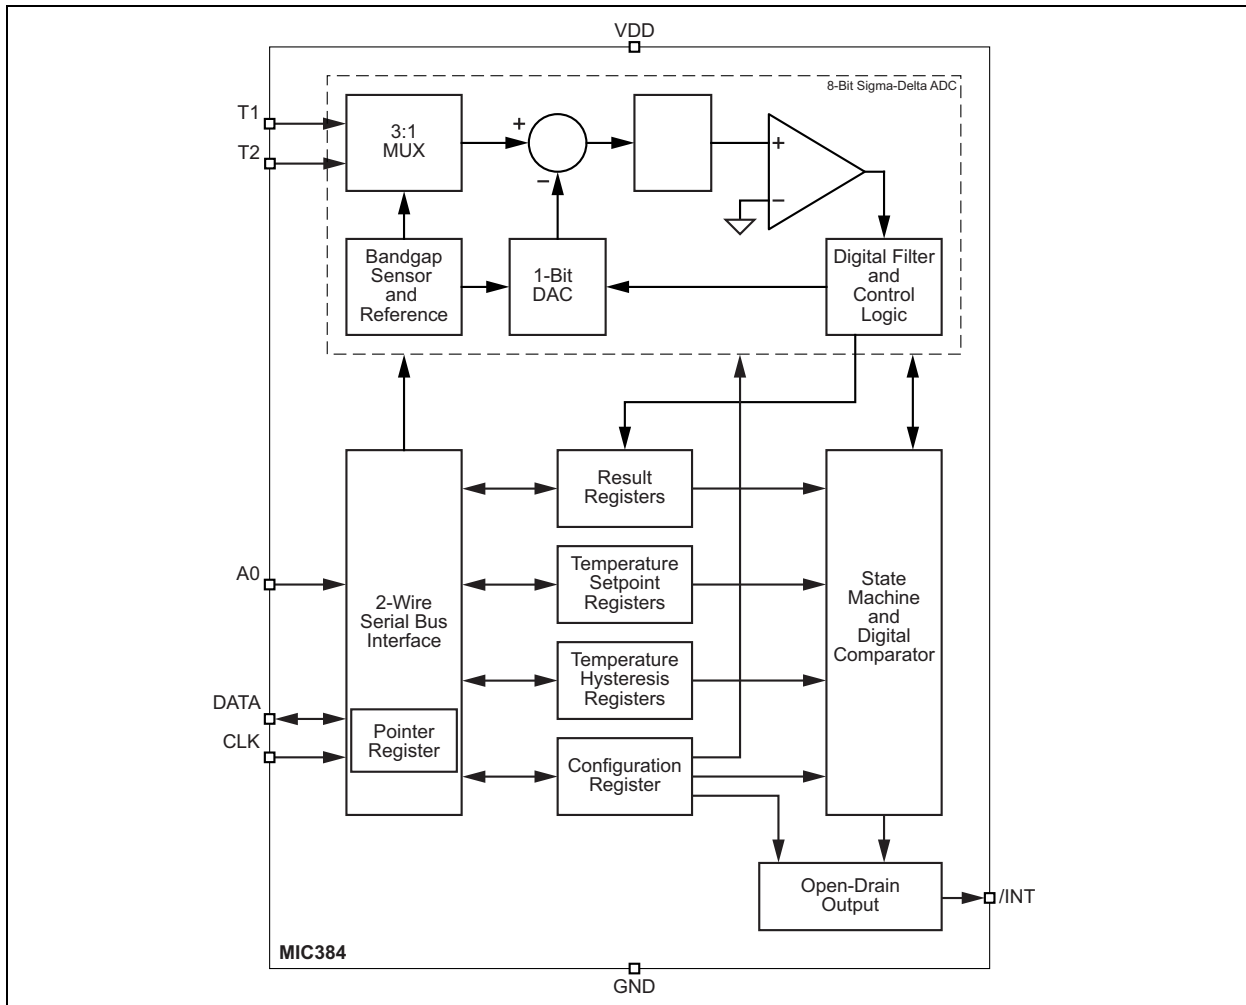 VDD
8-Bit Sigma-Delta ADC
T1
T2
3:1
MUX
+
−
+
−
Bandgap
Sensor
and
Reference
1-Bit
DAC
Digital Filter
and
Control
Logic
Result
Registers
A0
2-Wire
Serial Bus
Interface
Temperature
Setpoint
Registers
State
Machine
and
Digital
Comparator
Temperature
Hysteresis
Registers
DATA
CLK
Pointer
Register
Configuration
Register
Open-Drain
Output
/INT
MIC384
GND